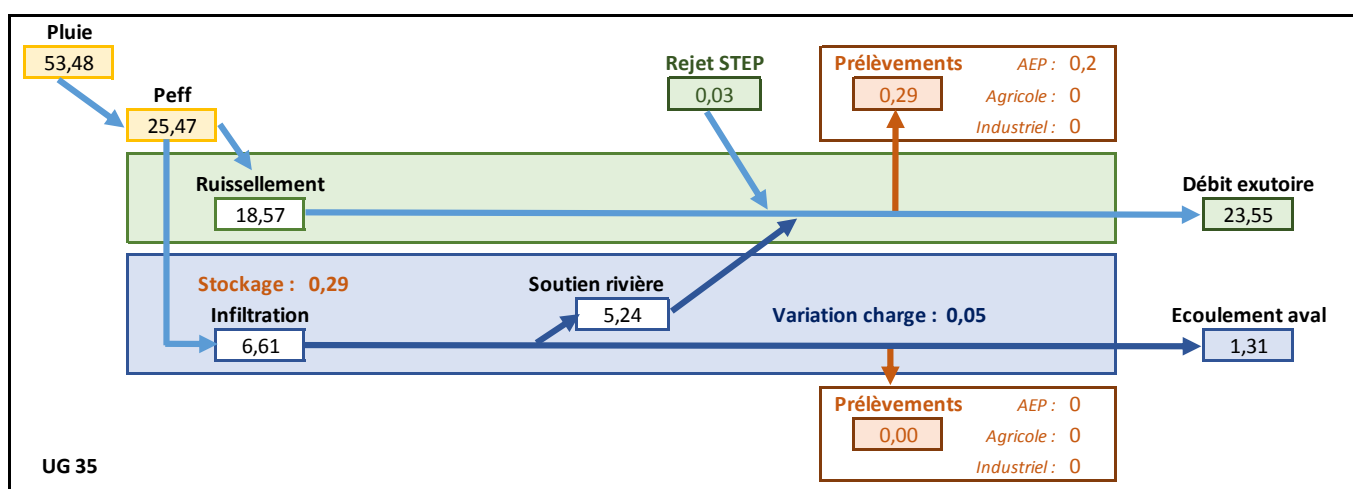 Pluie
53,48
Peff
25,47
Rejet STEP
0,03
Prélèvements AEP : 0,2
0,29 Agricole : 0
Industriel : 0
Ruissellement
18,57
Débit exutoire
23,55
Stockage : 0,29
Infiltration
6,61
Soutien rivière
5,24
Variation charge : 0,05
Ecoulement aval
1,31
Prélèvements AEP : 0
0,00 Agricole : 0
Industriel : 0
UG 35